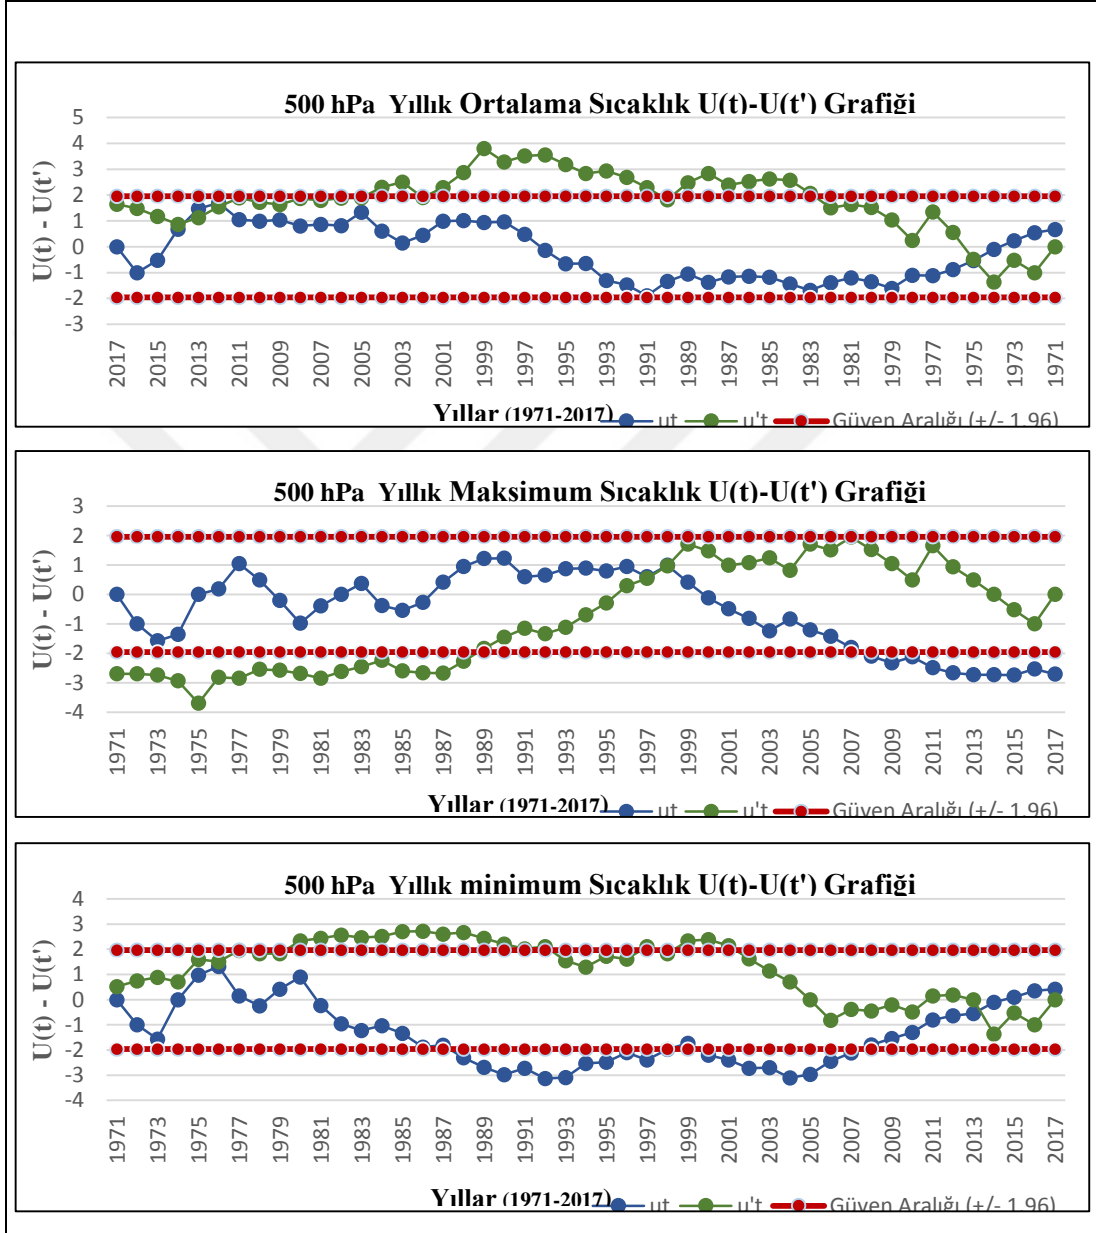 500 hPa Yıllık Ortalama Sıcaklık U(t)-U(t') Grafiği
5
4
3
2
1
0
-1
-2
-3
U(t) - U(t')
2017 2015 2013 2011 2009 2007 2005 2003 2001 1999 1997 1995 1993 1991 1989 1987 1985 1983 1981 1979 1977 1975 1973 1971
Yıllar (1971-2017) ut u't Güven Aralığı (+/- 1.96)
500 hPa Yıllık Maksimum Sıcaklık U(t)-U(t') Grafiği
3
2
1
0
-1
-2
-3
-4
U(t) - U(t')
1971 1973 1975 1977 1979 1981 1983 1985 1987 1989 1991 1993 1995 1997 1999 2001 2003 2005 2007 2009 2011 2013 2015 2017
Yıllar (1971-2017) ut u't Güven Aralığı (+/- 1.96)
500 hPa Yıllık minimum Sıcaklık U(t)-U(t') Grafiği
4
3
2
1
0
-1
-2
-3
-4
U(t) - U(t')
1971 1973 1975 1977 1979 1981 1983 1985 1987 1989 1991 1993 1995 1997 1999 2001 2003 2005 2007 2009 2011 2013 2015 2017
Yıllar (1971-2017) ut u't Güven Aralığı (+/- 1.96)